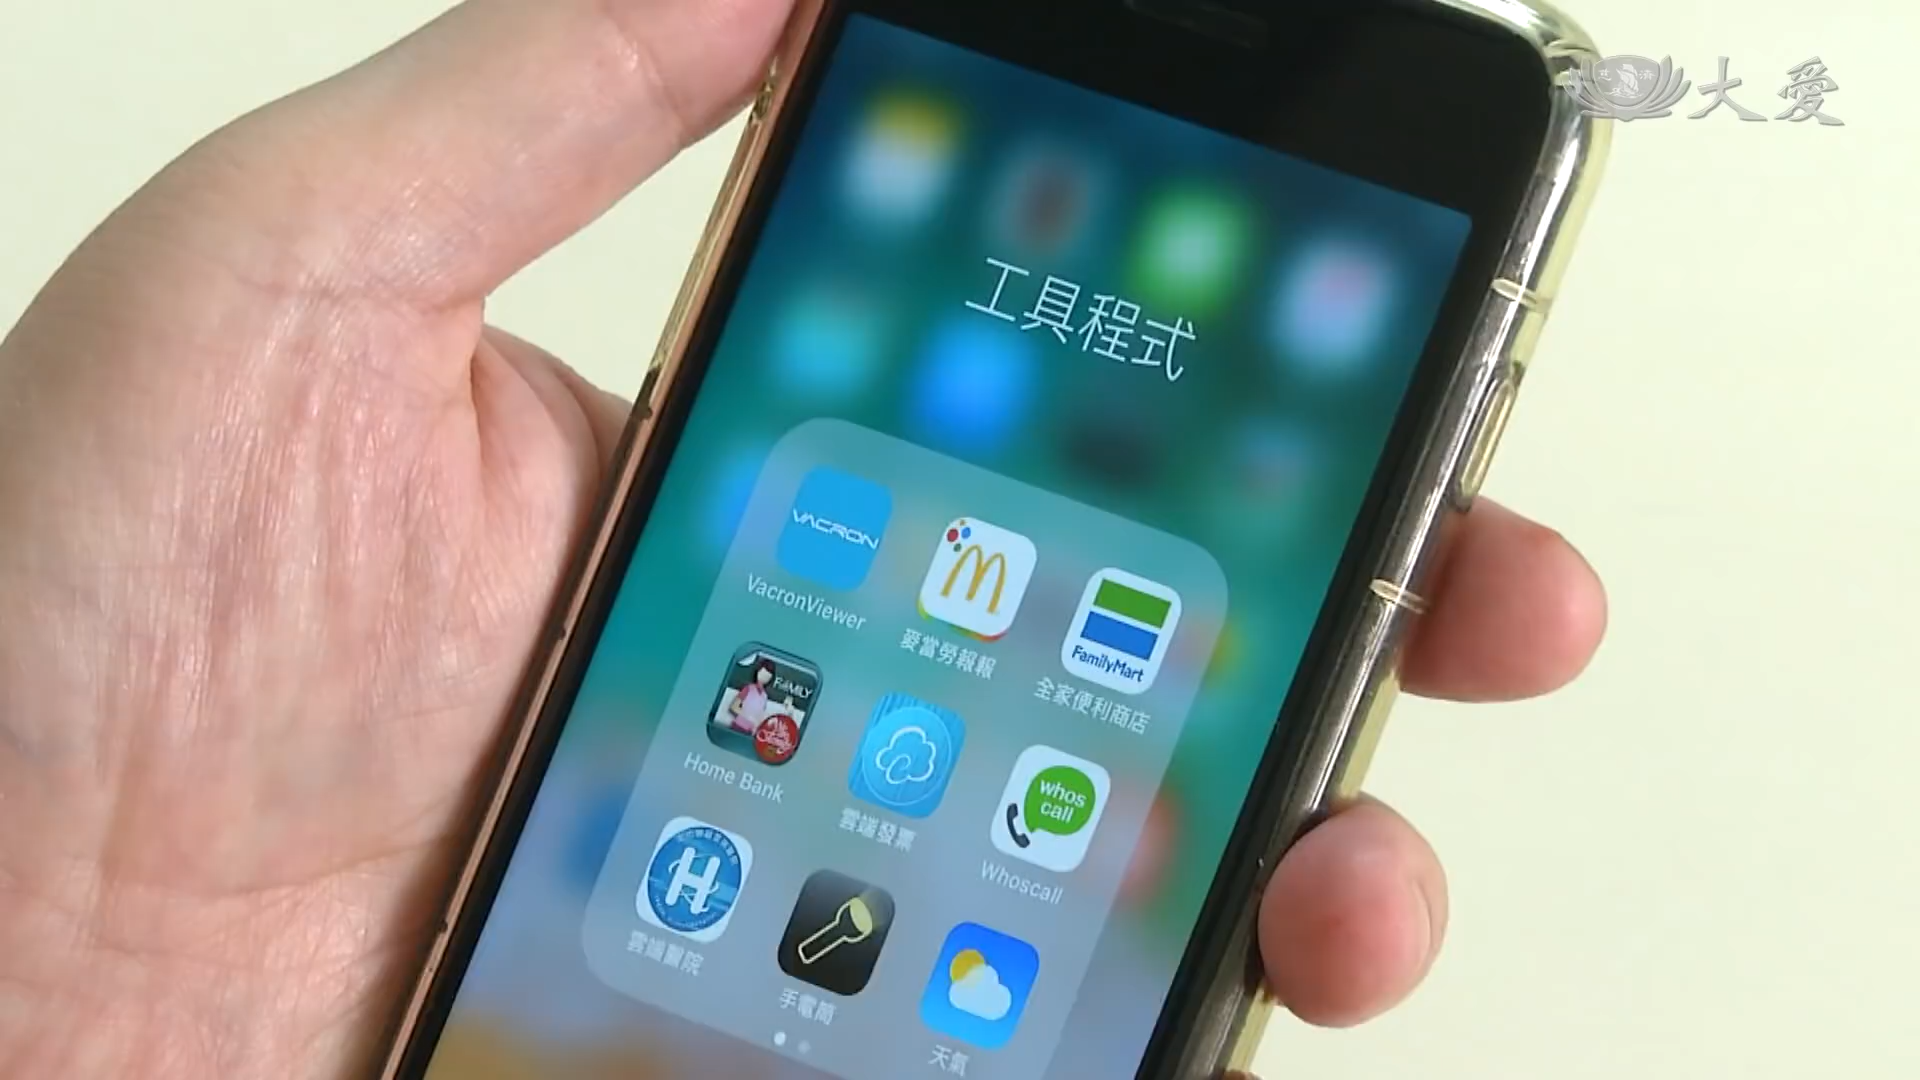 慈濟
大愛
工具程式
VACRON
VacronViewer
麥當勞報報
FamilyMart
全家便利商店
FAMILY
Home Bank
雲端發票
whos
call
Whoscall
H
雲端醫院
手電筒
天氣